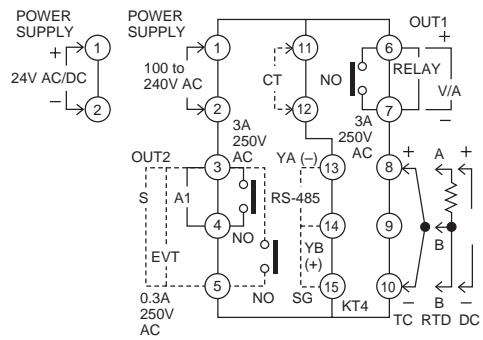 POWER
SUPPLY
+
1
24V AC/DC
−
2
POWER
SUPPLY
1
100 to
240V AC
2
11
CT
12
OUT1
6
+
NO
RELAY
V/A
7
−
3A
250V
AC
3A
250V
AC
OUT2
3
S
A1
4
NO
EVT
5
NO
0.3A
250V
AC
YA (−)
13
RS-485
14
YB
(+)
SG
15
KT4
8
+
A
+
9
B
10
−
B
−
TC
RTD
DC